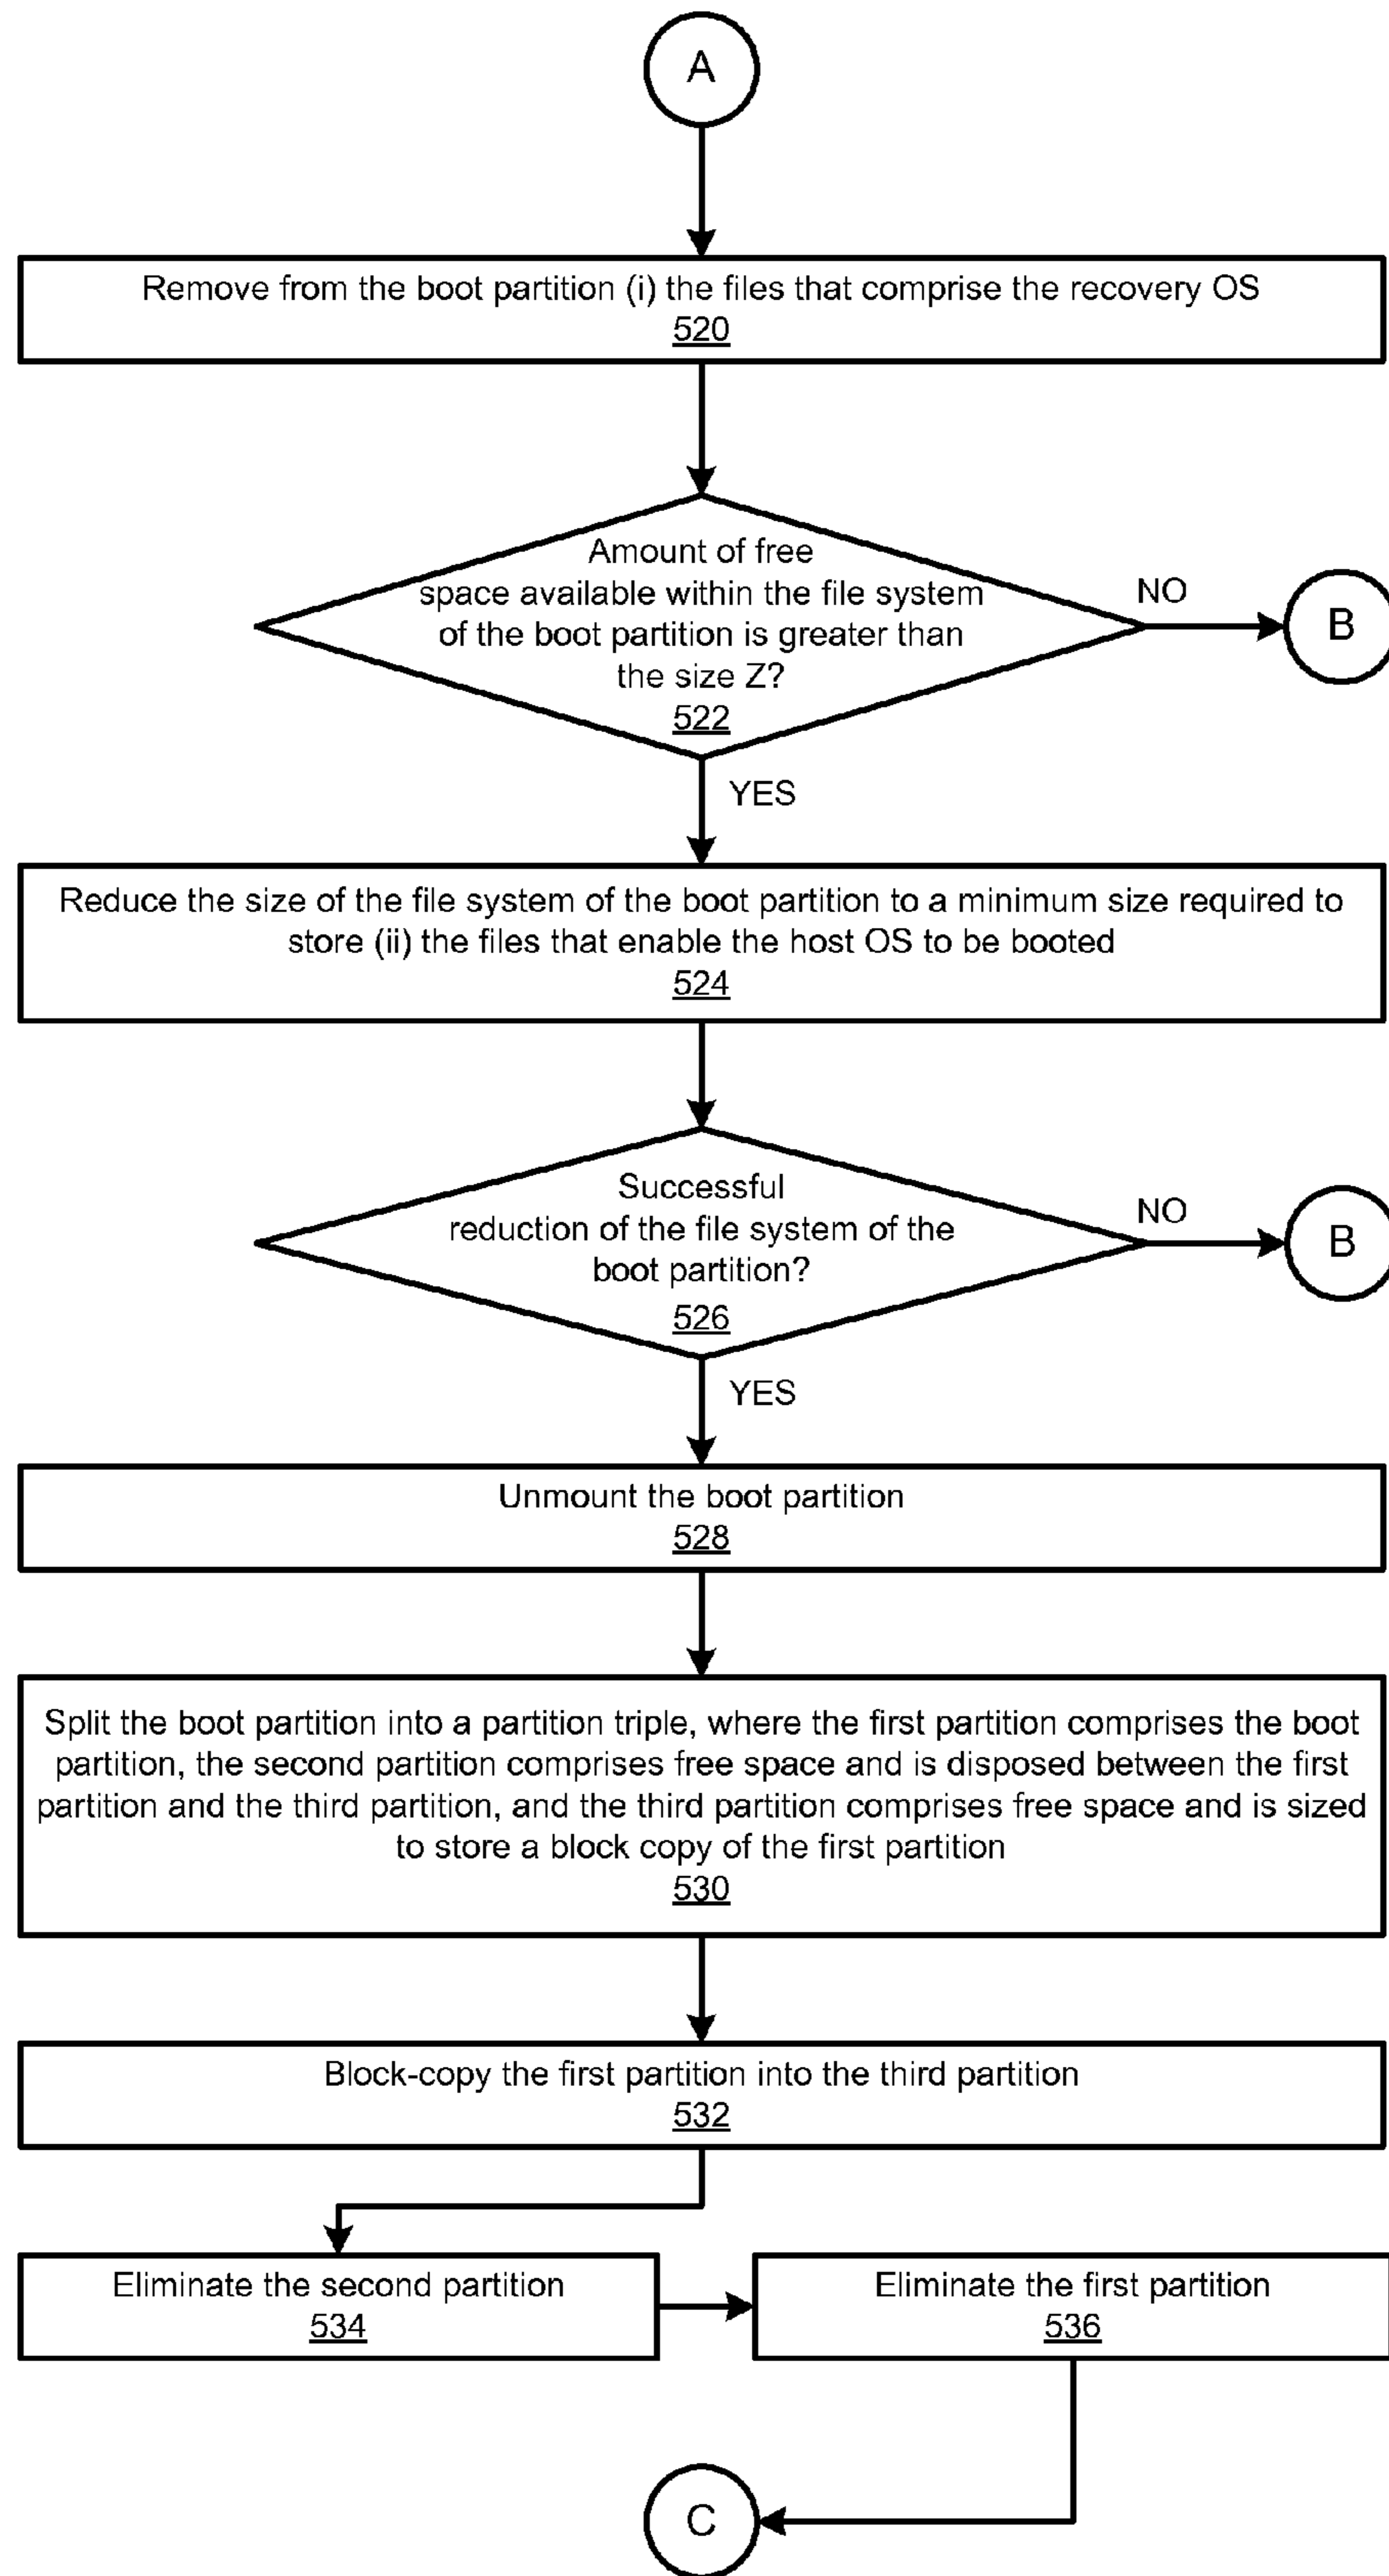 A
Remove from the boot partition (i) the files that comprise the recovery OS
520
Amount of free
space available within the file system
of the boot partition is greater than
the size Z?
522
NO
B
YES
Reduce the size of the file system of the boot partition to a minimum size required to
store (ii) the files that enable the host OS to be booted
524
Successful
reduction of the file system of the
boot partition?
526
NO
B
YES
Unmount the boot partition
528
Split the boot partition into a partition triple, where the first partition comprises the boot
partition, the second partition comprises free space and is disposed between the first
partition and the third partition, and the third partition comprises free space and is sized
to store a block copy of the first partition
530
Block-copy the first partition into the third partition
532
Eliminate the second partition
534
Eliminate the first partition
536
C